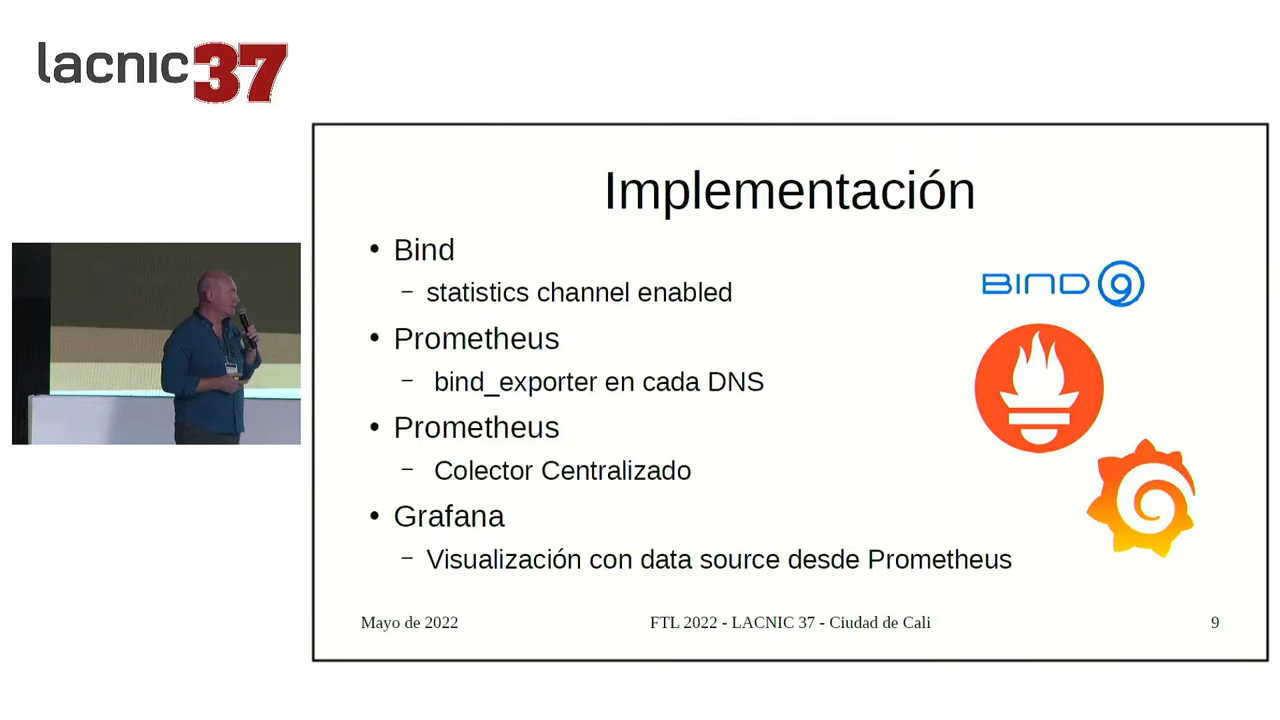 lacnic37
Implementación
• Bind
– statistics channel enabled
• Prometheus
– bind_exporter en cada DNS
• Prometheus
– Colector Centralizado
• Grafana
– Visualización con data source desde Prometheus
BIND 9
Mayo de 2022
FTL 2022 - LACNIC 37 - Ciudad de Cali
9